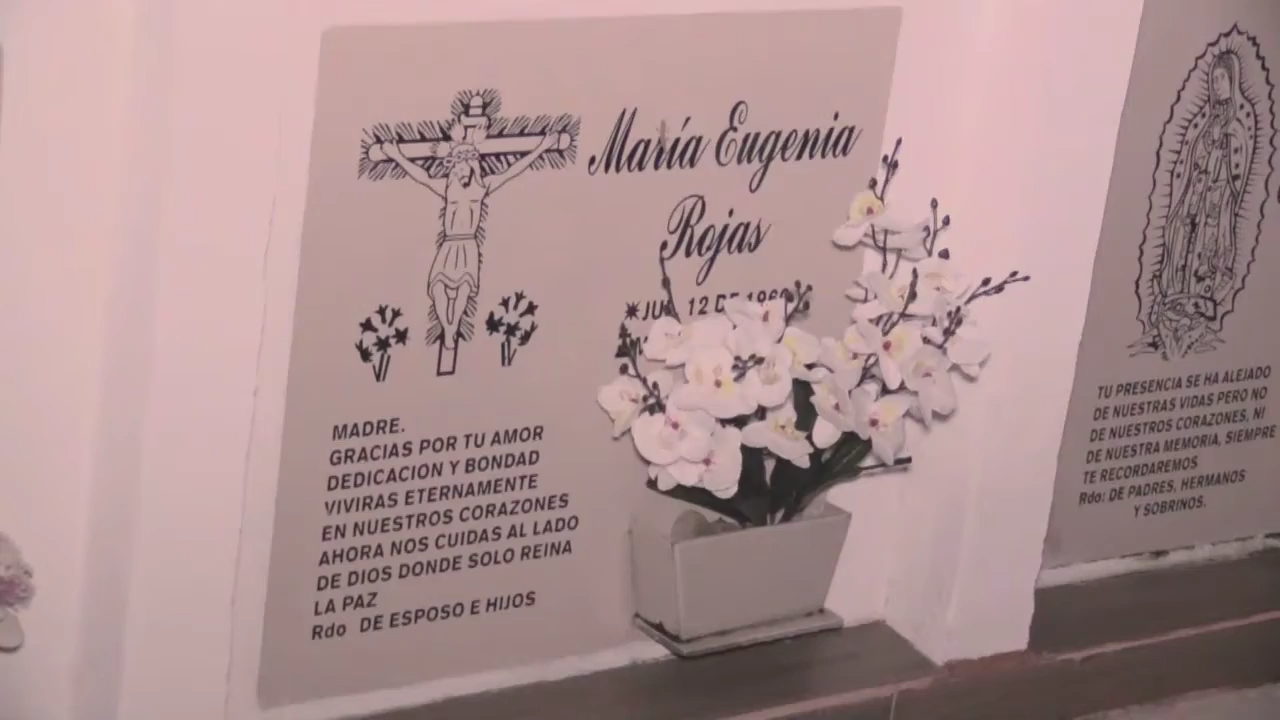 María Eugenia
Rojas
12 DE
MADRE.
GRACIAS POR TU AMOR
DEDICACION Y BONDAD
VIVIRAS ETERNAMENTE
EN NUESTROS CORAZONES
AHORA NOS CUIDAS AL LADO
DE DIOS DONDE SOLO REINA
LA PAZ
Rdo DE ESPOSO E HIJOS
TU PRESENCIA SE HA ALEJADO
DE NUESTRAS VIDAS PERO NO
DE NUESTROS CORAZONES, NI
DE NUESTRA MEMORIA, SIEMPRE
TE RECORDAREMOS
Rdo: DE PADRES, HERMANOS
Y SOBRINOS.